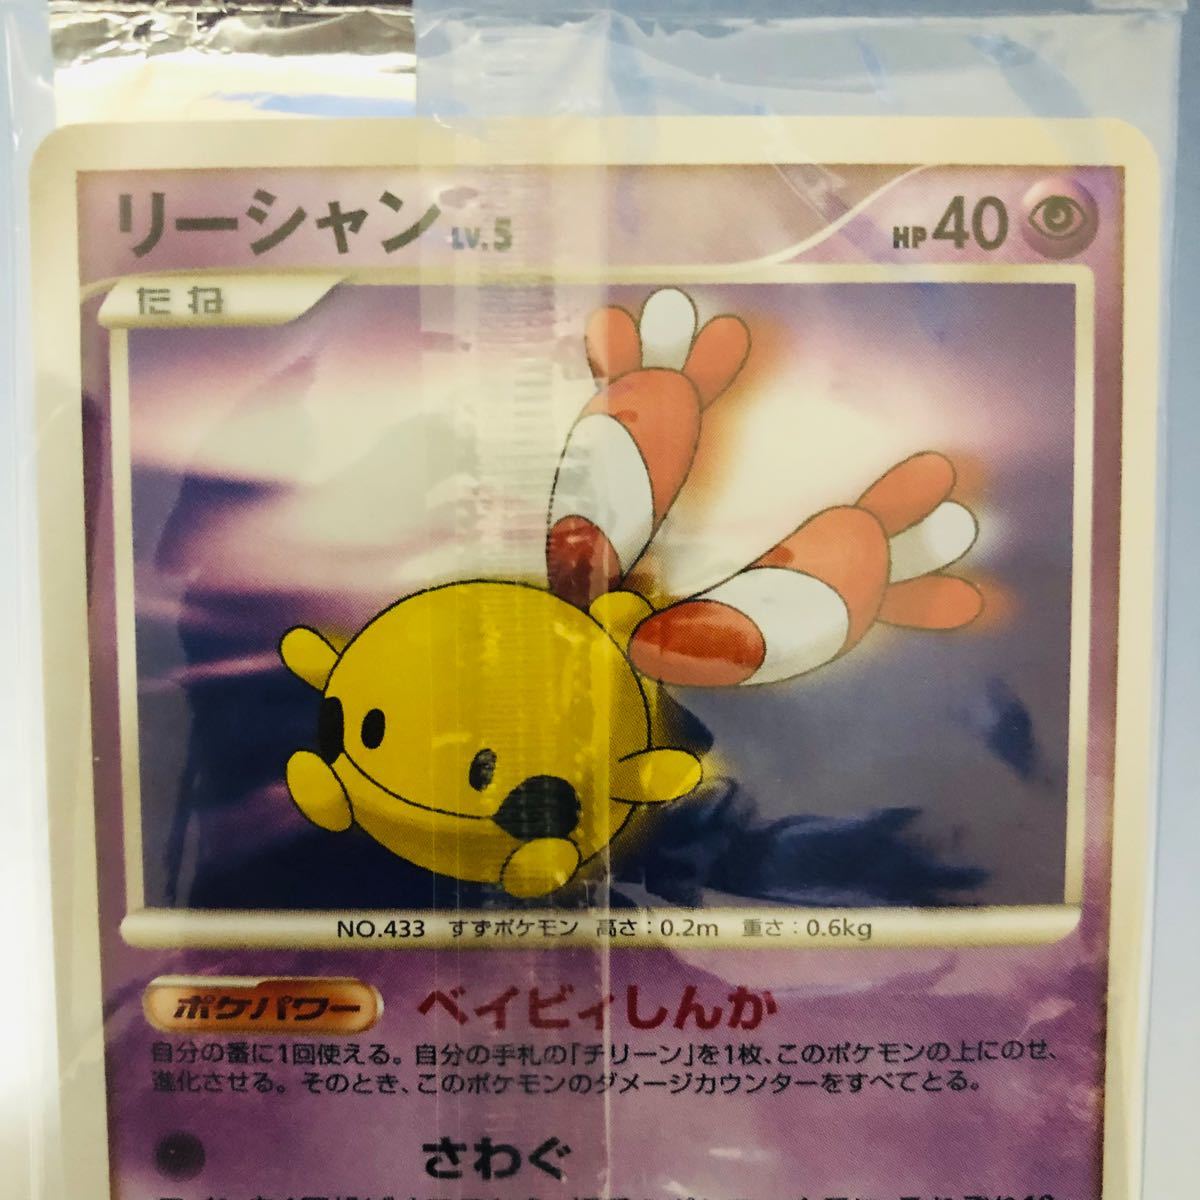 リーシャン LV.5 HP 40
たね
NO.433 すずポケモン 高さ:0.2m 重さ:0.6kg
ポケパワー ベイビィしんか
自分の番に1回使える。自分の手札の「チリーン」を1枚、このポケモンの上にのせ、
進化させる。そのとき、このポケモンのダメージカウンターをすべてとる。
さわぐ